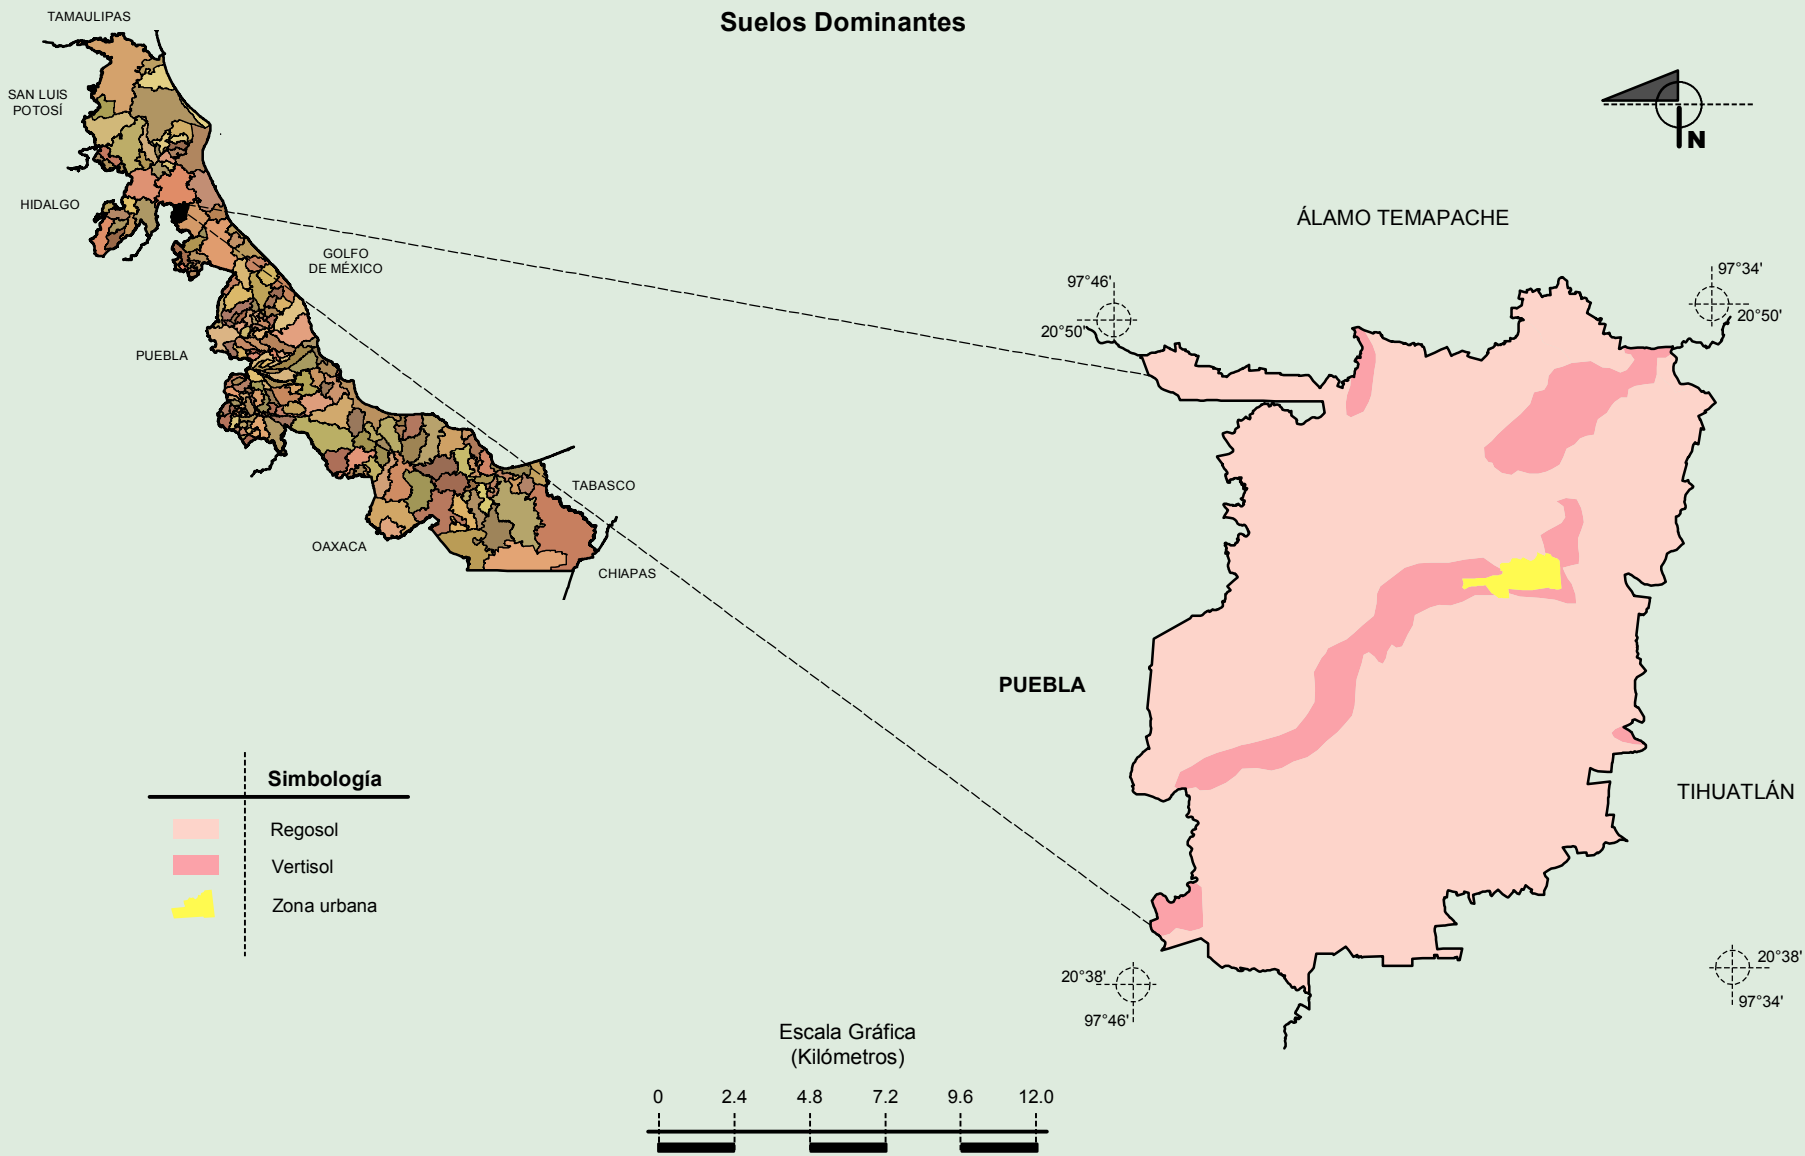 Suelos Dominantes
TAMAULIPAS
SAN LUIS
POTOSÍ
HIDALGO
GOLFO
DE MÉXICO
PUEBLA
OAXACA
TABASCO
CHIAPAS
N
ÁLAMO TEMAPACHE
97°46'
20°50'
97°34'
20°50'
PUEBLA
TIHUATLÁN
20°38'
97°46'
20°38'
97°34'
Simbología
Regosol
Vertisol
Zona urbana
Escala Gráfica
(Kilómetros)
0 2.4 4.8 7.2 9.6 12.0